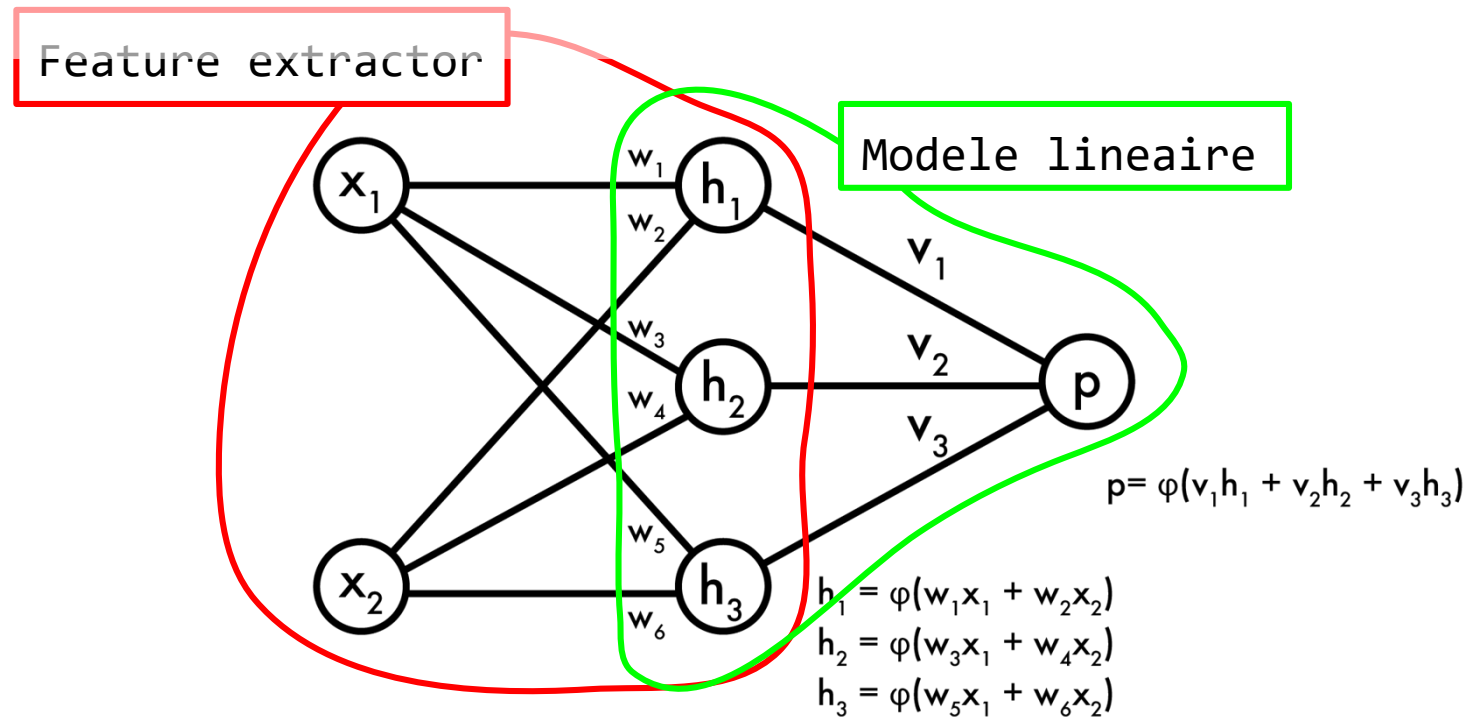 Feature extractor
Modele lineaire
x₁
w₁
h₁
w₂
v₁
w₃
v₂
h₂
p
w₄
v₃
p= φ(v₁h₁ + v₂h₂ + v₃h₃)
w₅
x₂
h₃
w₆
h₁ = φ(w₁x₁ + w₂x₂)
h₂ = φ(w₃x₁ + w₄x₂)
h₃ = φ(w₅x₁ + w₆x₂)